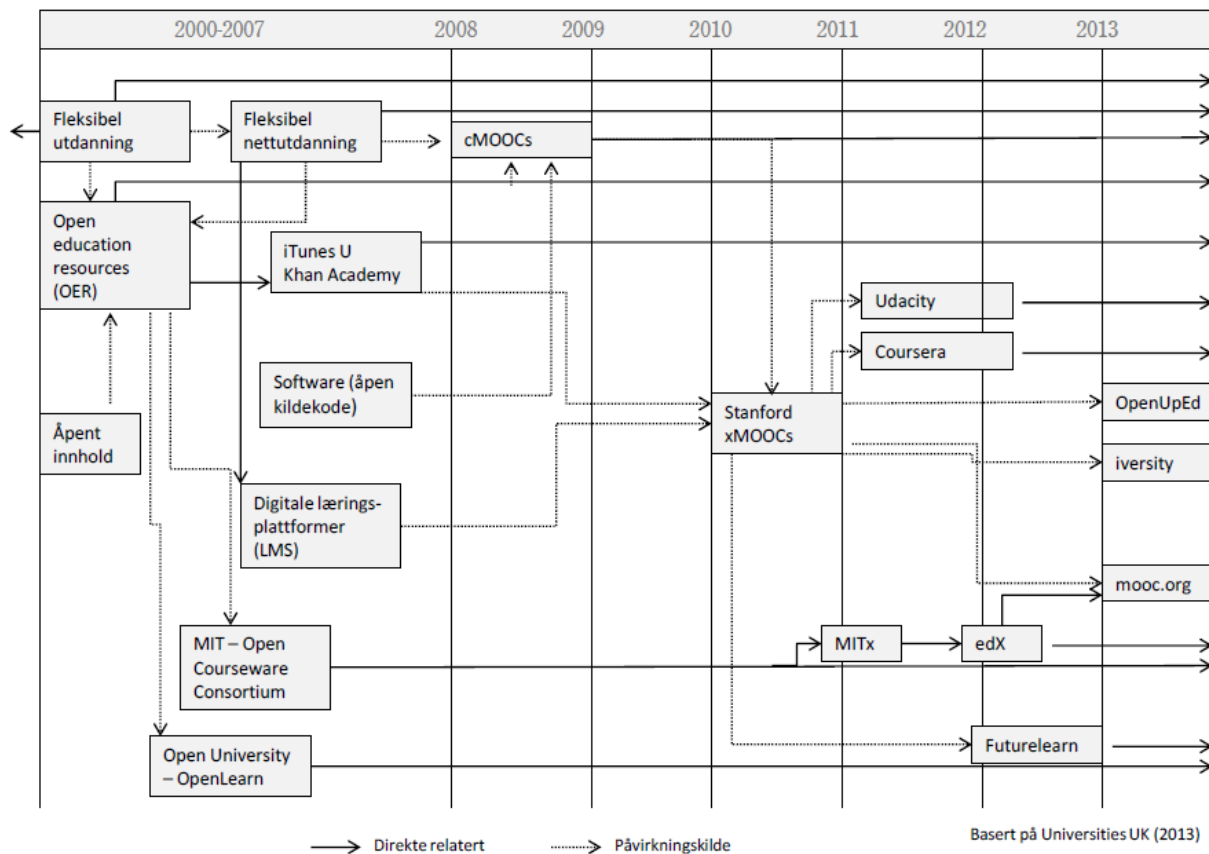 2000-2007 2008 2009 2010 2011 2012 2013
Fleksibel
utdanning
Fleksibel
nettutdanning
cMOOCs
Open
education
resources
(OER)
iTunes U
Khan Academy
Udacity
Coursera
Software (åpen
kildekode)
Stanford
xMOOCs
OpenUpEd
Åpent
innhold
iversity
Digitale lærings-
plattformer
(LMS)
mooc.org
MIT – Open
Courseware
Consortium
MITx
edX
Open University
– OpenLearn
Futurelearn
Direkte relatert
Påvirkningskilde
Basert på Universities UK (2013)